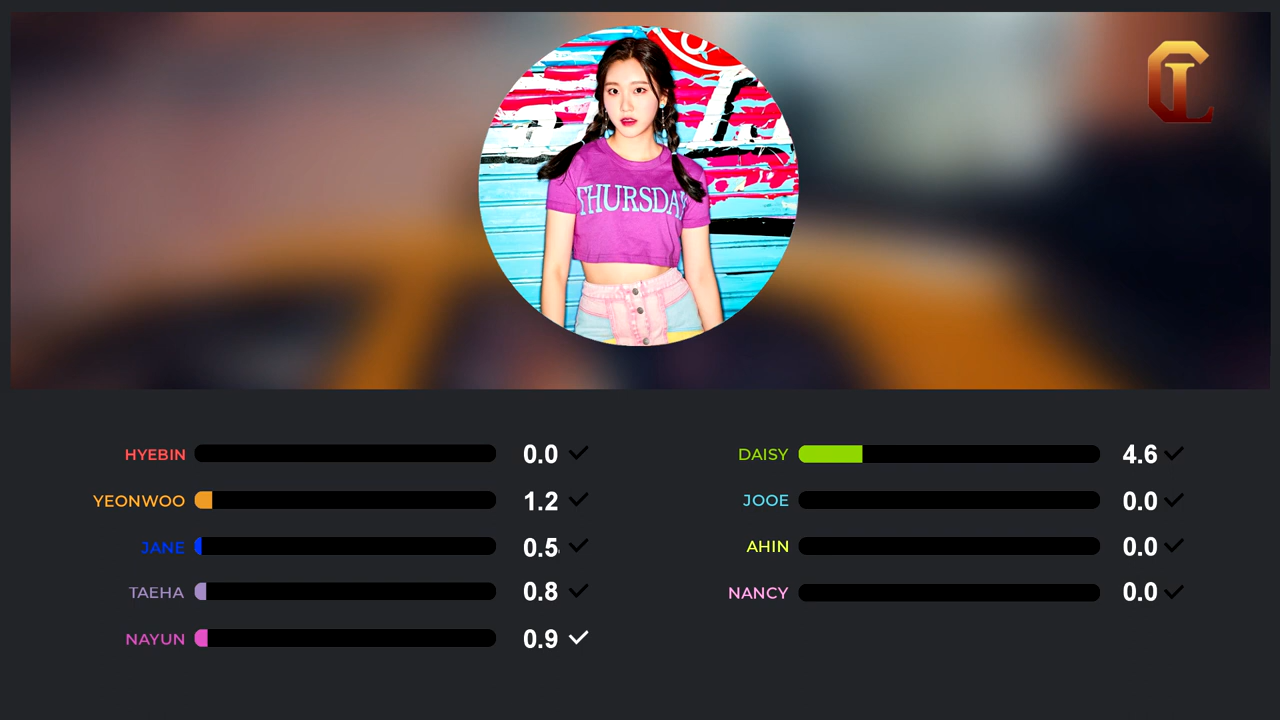 THURSDAY
HYEBIN 0.0
YEONWOO 1.2
JANE 0.5
TAEHA 0.8
NAYUN 0.9
DAISY 4.6
JOOE 0.0
AHIN 0.0
NANCY 0.0